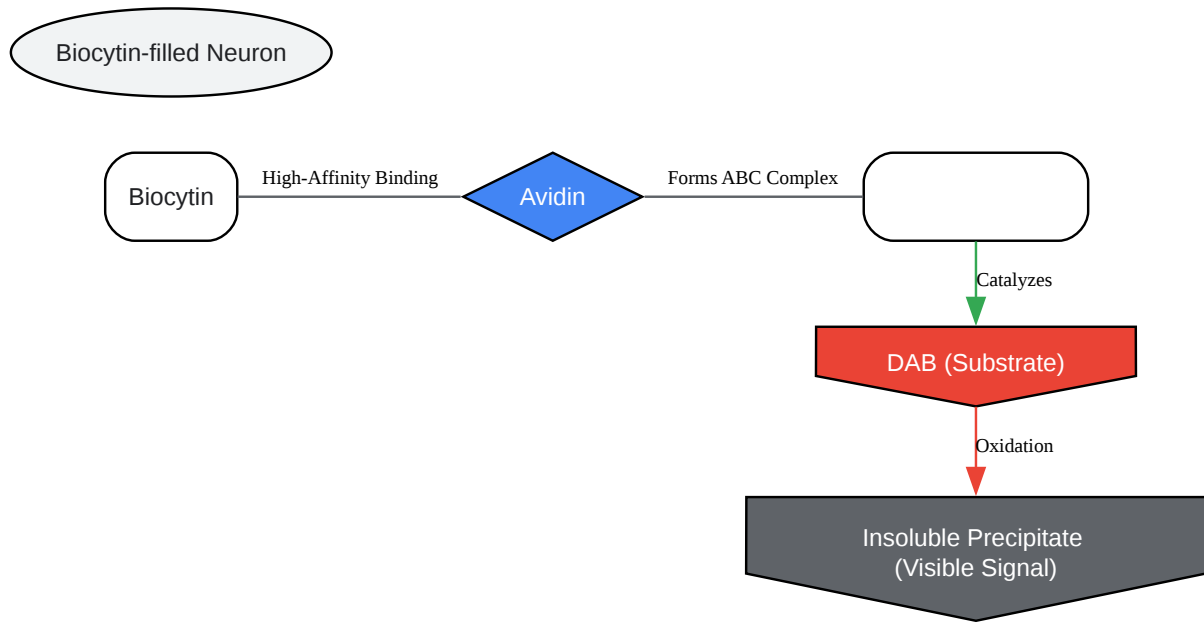 Biocytin-filled Neuron
Biocytin
High-Affinity Binding
Avidin
Forms ABC Complex
Catalyzes
DAB (Substrate)
Oxidation
Insoluble Precipitate
(Visible Signal)